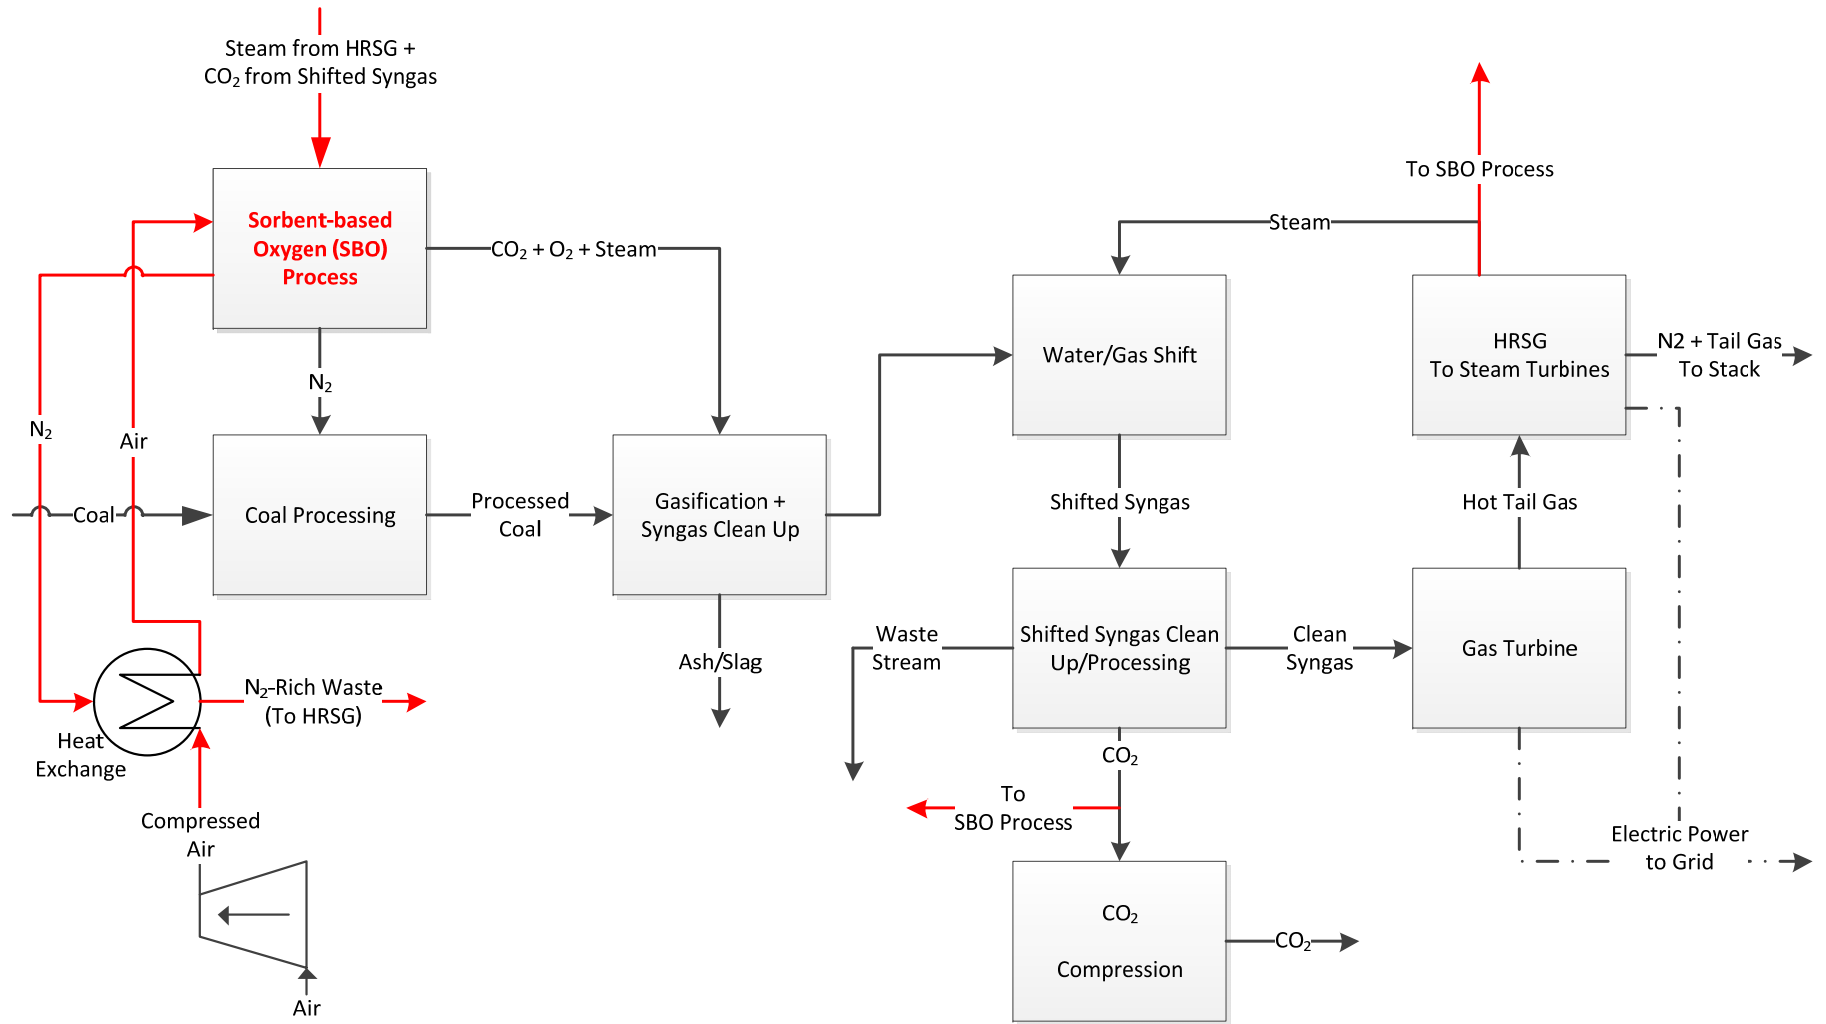 Steam from HRSG +
CO₂ from Shifted Syngas
To SBO Process
Sorbent-based
Oxygen (SBO)
Process
CO₂ + O₂ + Steam
Steam
HRSG
To Steam Turbines
N2 + Tail Gas
To Stack
Water/Gas Shift
N₂
N₂
Air
Coal
Coal Processing
Processed
Coal
Gasification +
Syngas Clean Up
Shifted Syngas
Hot Tail Gas
Waste
Stream
Shifted Syngas Clean
Up/Processing
Clean
Syngas
Gas Turbine
Ash/Slag
N₂-Rich Waste
(To HRSG)
Heat
Exchange
CO₂
To
SBO Process
Compressed
Air
Electric Power
to Grid
CO₂
Compression
CO₂
Air